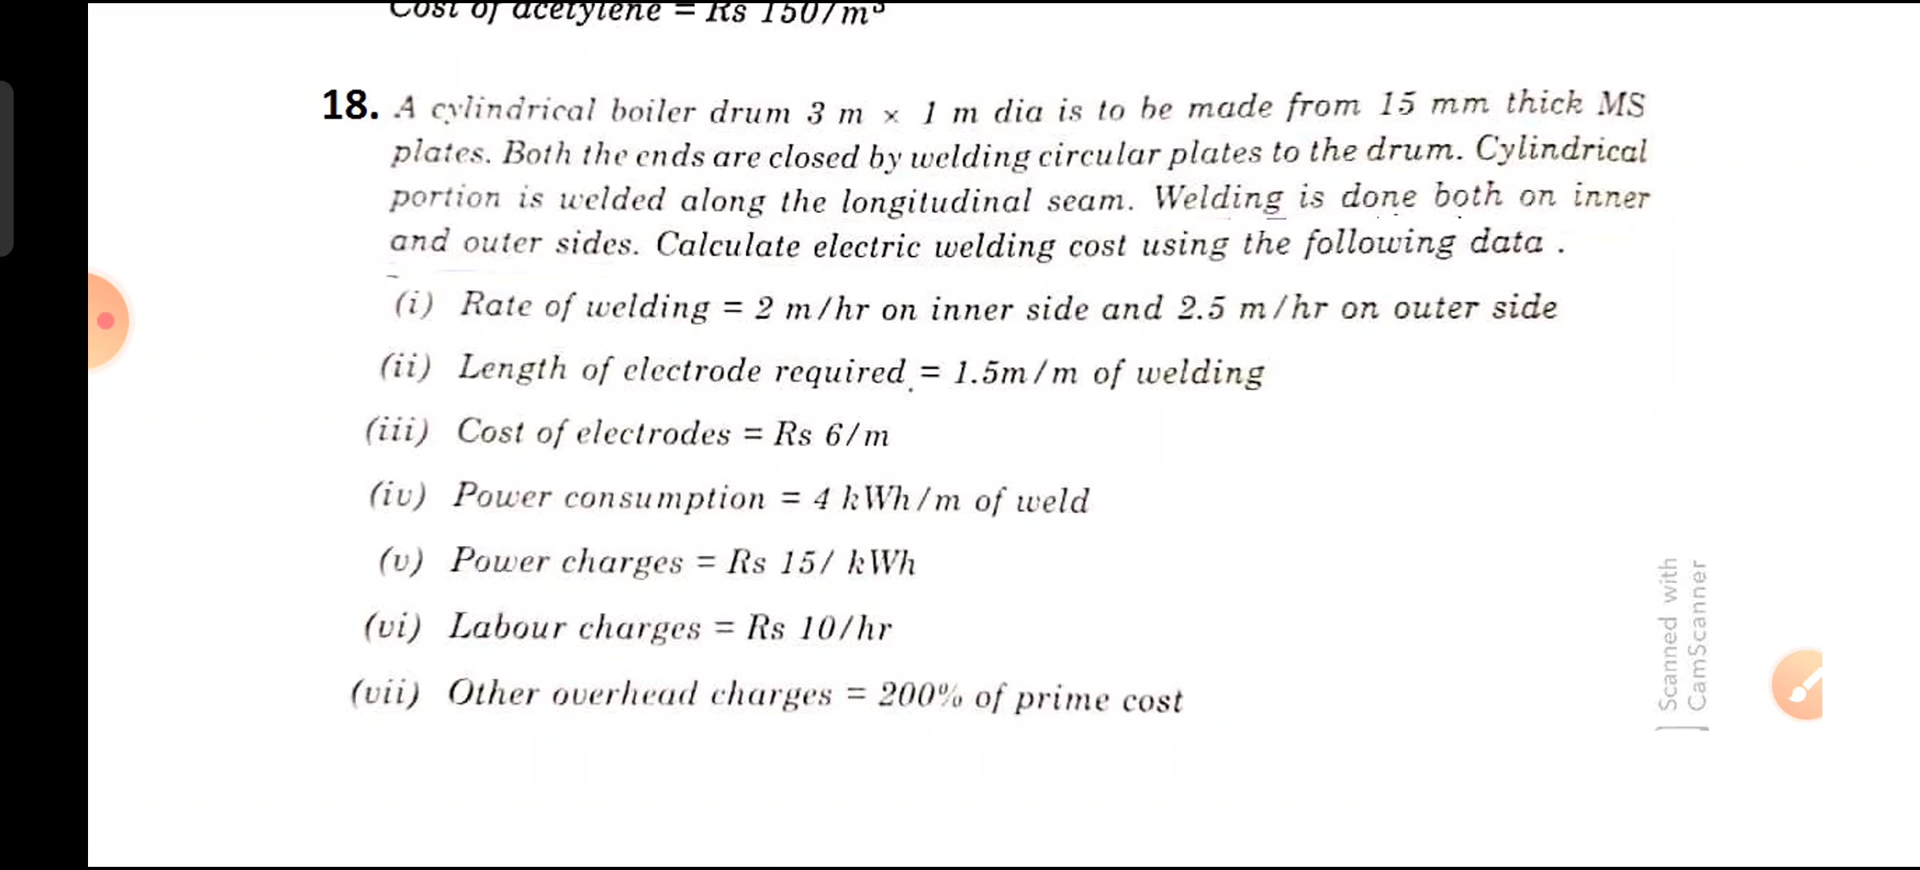 Cost of acetylene = Rs 150/m³
18. A cylindrical boiler drum 3 m × 1 m dia is to be made from 15 mm thick MS
plates. Both the ends are closed by welding circular plates to the drum. Cylindrical
portion is welded along the longitudinal seam. Welding is done both on inner
and outer sides. Calculate electric welding cost using the following data .
(i) Rate of welding = 2 m/hr on inner side and 2.5 m/hr on outer side
(ii) Length of electrode required = 1.5m/m of welding
(iii) Cost of electrodes = Rs 6/m
(iv) Power consumption = 4 kWh/m of weld
(v) Power charges = Rs 15/ kWh
(vi) Labour charges = Rs 10/hr
(vii) Other overhead charges = 200% of prime cost
Scanned with
CamScanner